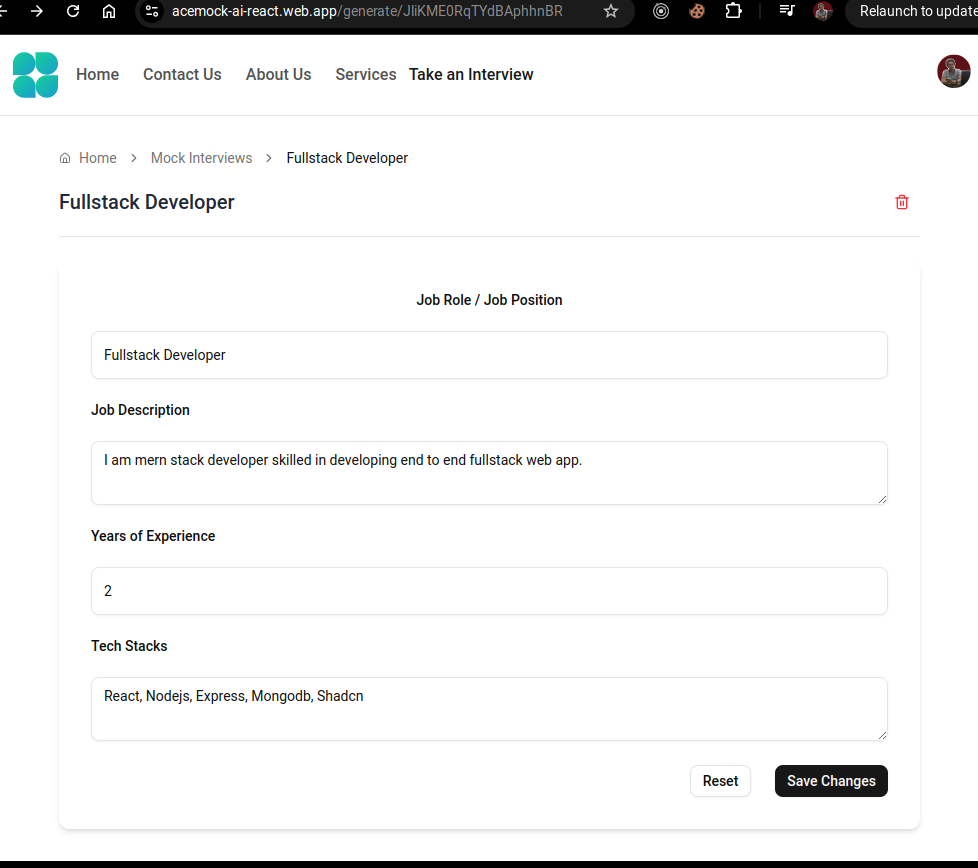 acemock-ai-react.web.app/generate/JIiKME0RqTYdBAphhnBR
Relaunch to update
Home Contact Us About Us Services Take an Interview
Home > Mock Interviews > Fullstack Developer
Fullstack Developer
Job Role / Job Position
Fullstack Developer
Job Description
I am mern stack developer skilled in developing end to end fullstack web app.
Years of Experience
2
Tech Stacks
React, Nodejs, Express, Mongodb, Shadcn
Reset Save Changes